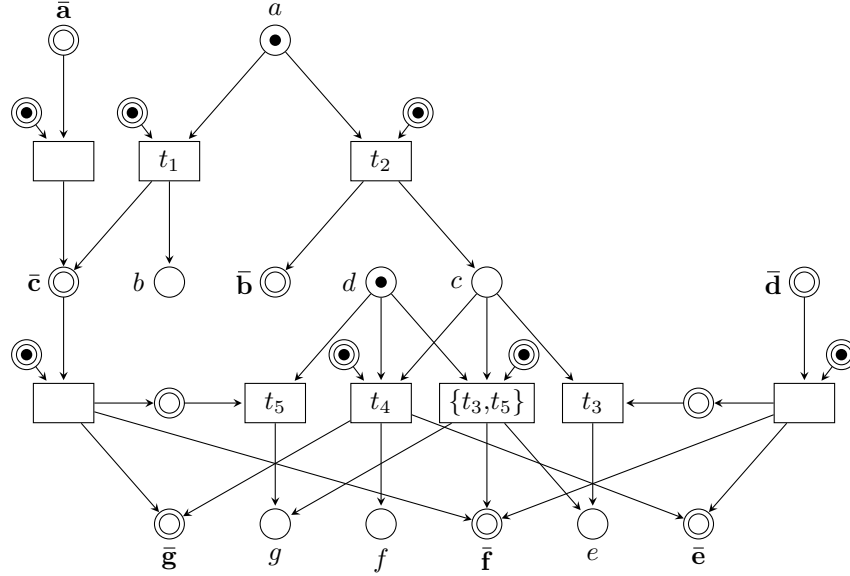 ā a
t₁ t₂
c̄ b b̄ d c d̄
t₅ t₄ {t₃,t₅} t₃
ḡ g f f̄ e ē